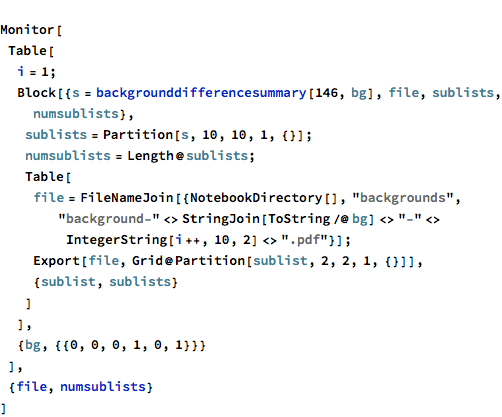 Monitor[
Table[
i = 1;
Block[{s = backgrounddifferencesummary[146, bg], file, sublists,
numsublists},
sublists = Partition[s, 10, 10, 1, {}];
numsublists = Length@sublists;
Table[
file = FileNameJoin[{NotebookDirectory[], "backgrounds",
"background-" <> StringJoin[ToString /@ bg] <> "-" <>
IntegerString[i++, 10, 2] <> ".pdf"}];
Export[file, Grid@Partition[sublist, 2, 2, 1, {}]],
{sublist, sublists}
]
],
{bg, {{0, 0, 0, 1, 0, 1}}}
],
{file, numsublists}
]